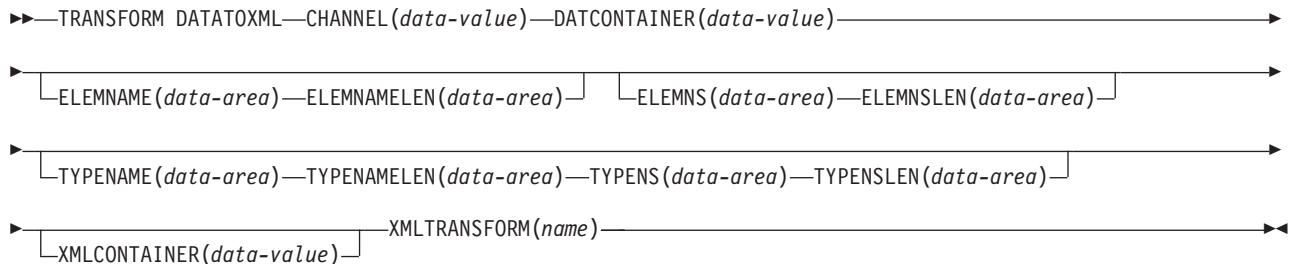 TRANSFORM DATATOXML CHANNEL(data-value) DATCONTAINER(data-value)
ELEMNAME(data-area) ELEMNAMELEN(data-area) ELEMNS(data-area) ELEMNSLEN(data-area)
TYPENAME(data-area) TYPENAMELEN(data-area) TYPENS(data-area) TYPENSLEN(data-area)
XMLTRANSFORM(name)
XMLCONTAINER(data-value)